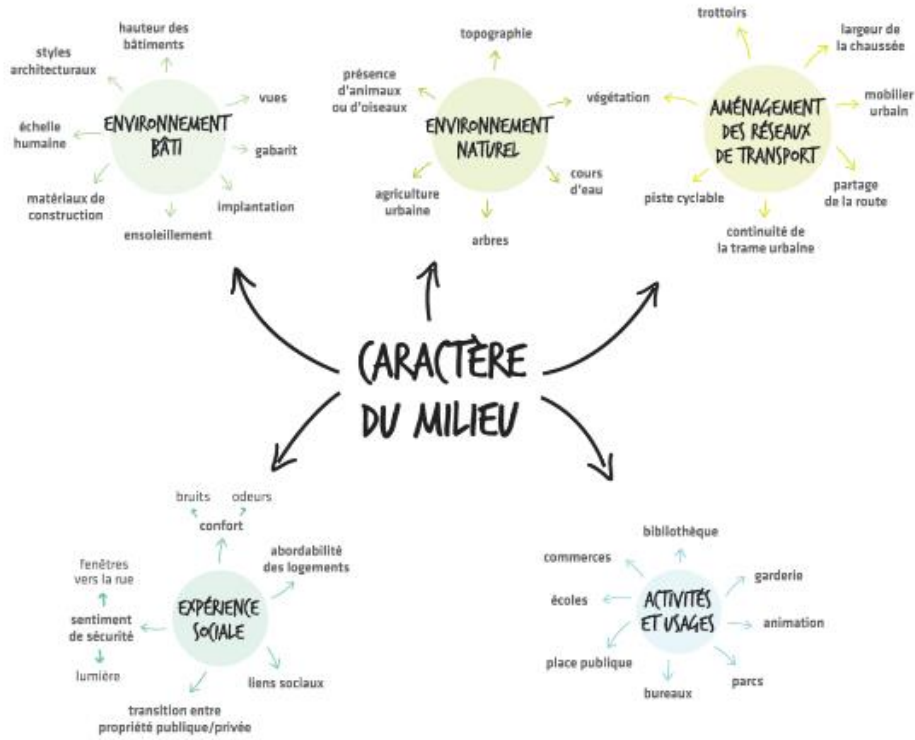 hauteur des
bâtiments
styles
architecturaux
vues
échelle
humaine
ENVIRONNEMENT
BÂTI
gabarit
matériaux de
construction
implantation
ensoleillement
topographie
présence
d'animaux
ou d'oiseaux
végétation
ENVIRONNEMENT
NATUREL
agriculture
urbaine
cours
d'eau
arbres
trottoirs
largeur de
la chaussée
mobilier
urbain
AMÉNAGEMENT
DES RÉSEAUX
DE TRANSPORT
piste cyclable
partage
de la route
continuité de
la trame urbaine
CARACTÈRE
DU MILIEU
bruits
odeurs
confort
abordabilité
des logements
fenêtres
vers la rue
EXPÉRIENCE
SOCIALE
sentiment
de sécurité
lumière
liens sociaux
transition entre
propriété publique/privée
bibliothèque
commerces
garderie
écoles
ACTIVITÉS
ET USAGES
animation
place publique
parcs
bureaux